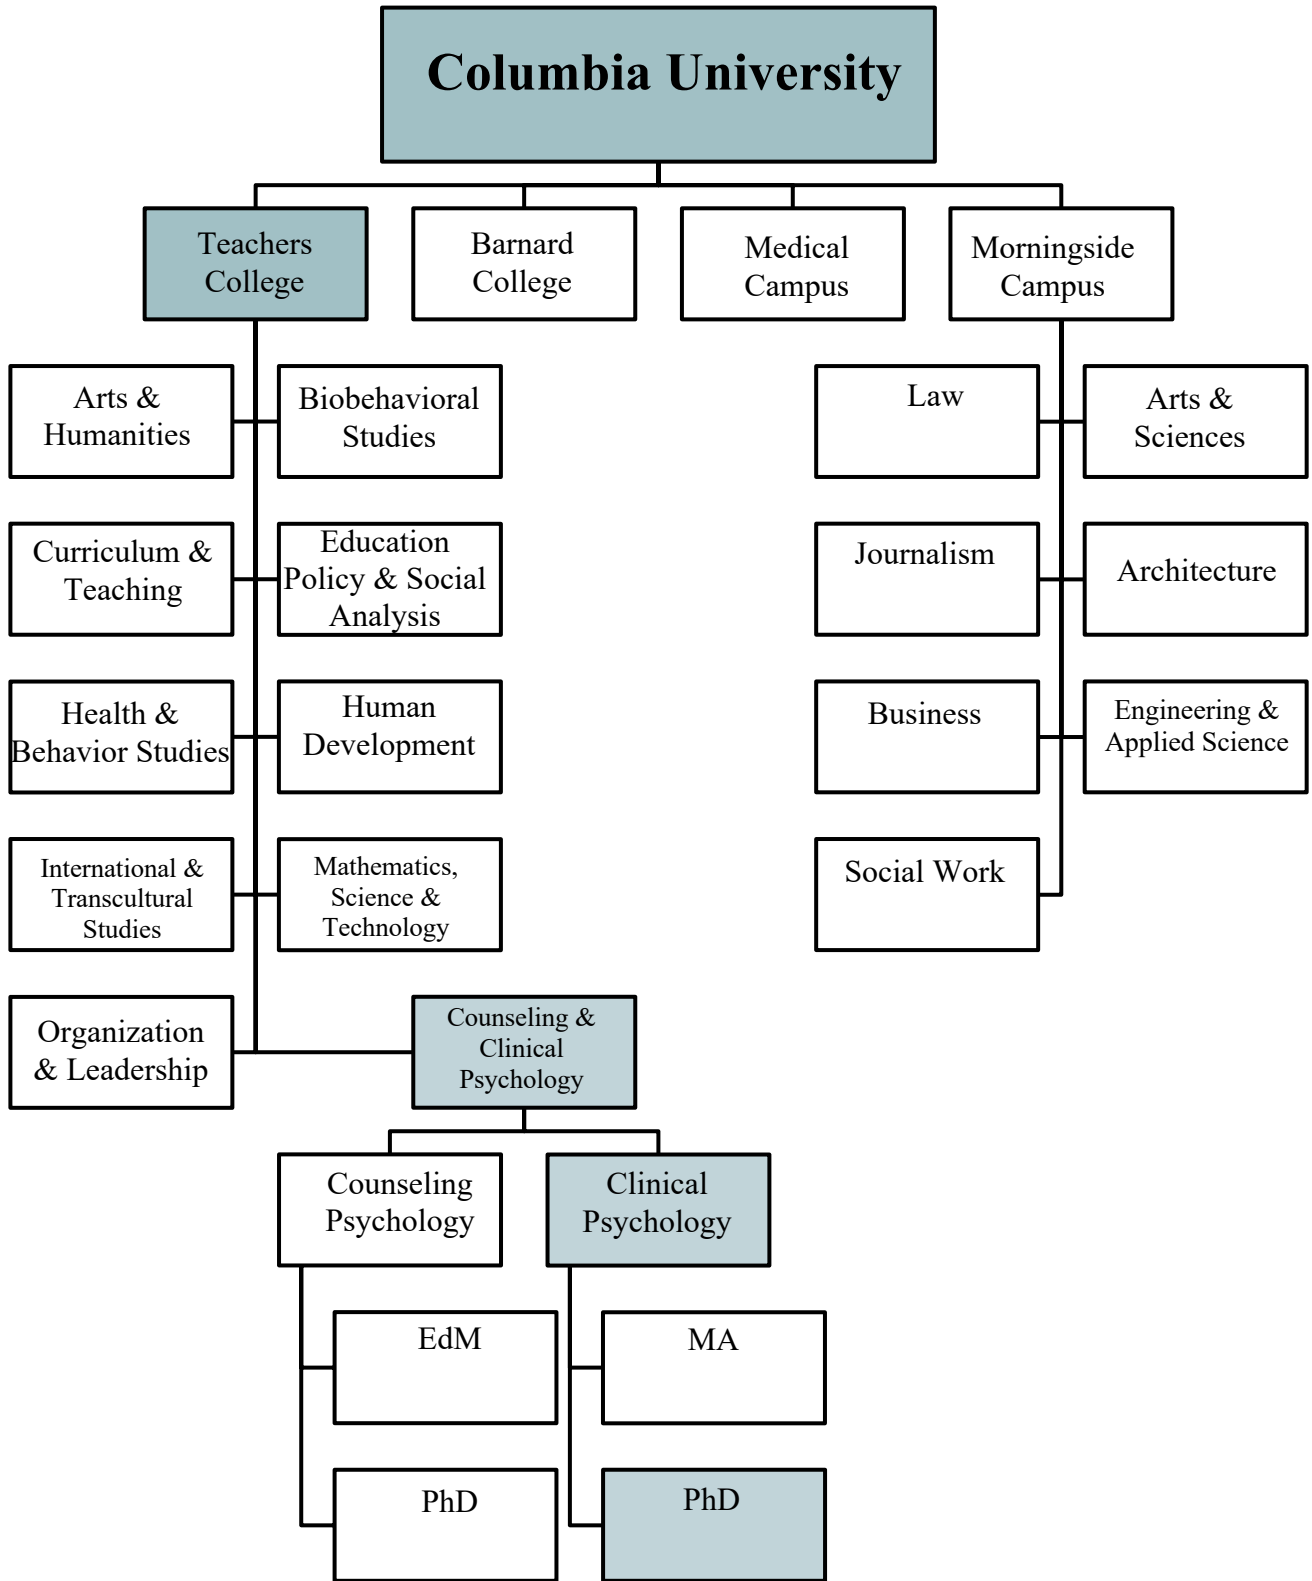 Columbia University
Teachers
College
Barnard
College
Medical
Campus
Morningside
Campus
Arts &
Humanities
Biobehavioral
Studies
Law
Arts &
Sciences
Curriculum &
Teaching
Education
Policy & Social
Analysis
Journalism
Architecture
Health &
Behavior Studies
Human
Development
Business
Engineering &
Applied Science
International &
Transcultural
Studies
Mathematics,
Science &
Technology
Social Work
Organization
& Leadership
Counseling &
Clinical
Psychology
Counseling
Psychology
Clinical
Psychology
EdM
MA
PhD
PhD